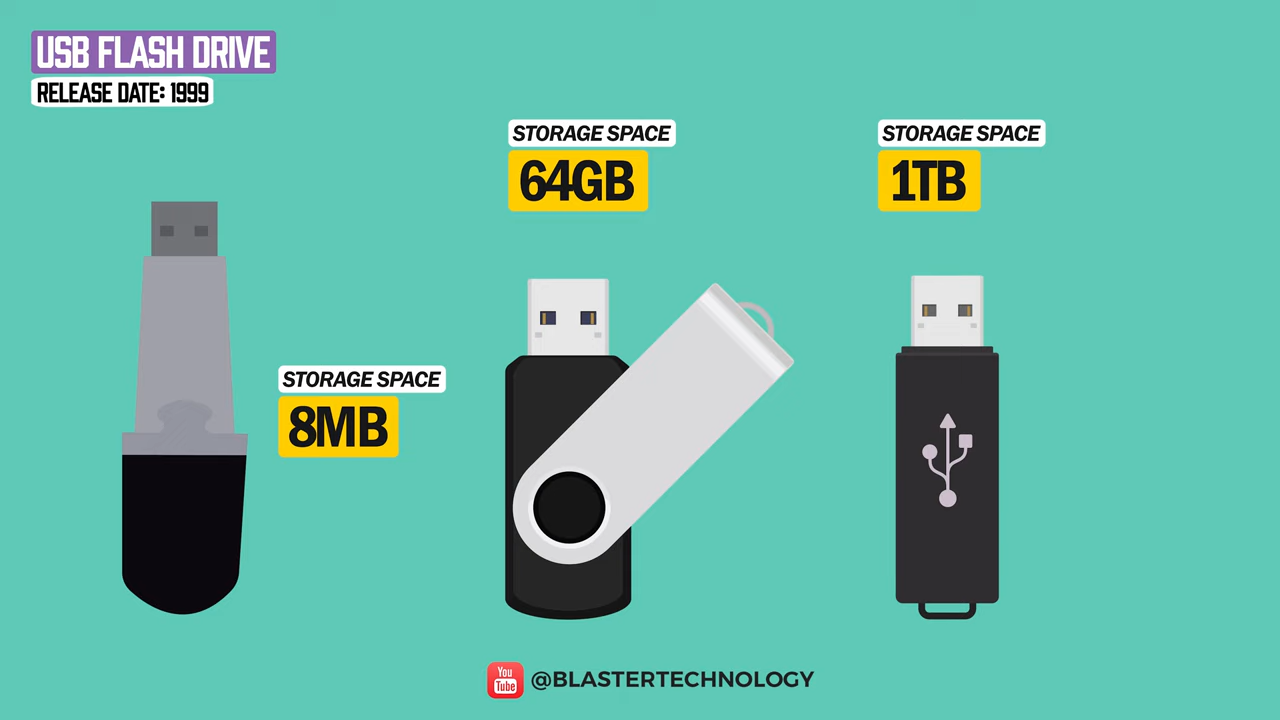 USB FLASH DRIVE
RELEASE DATE: 1999
STORAGE SPACE
8MB
STORAGE SPACE
64GB
STORAGE SPACE
1TB
You
Tube
@BLASTERTECHNOLOGY